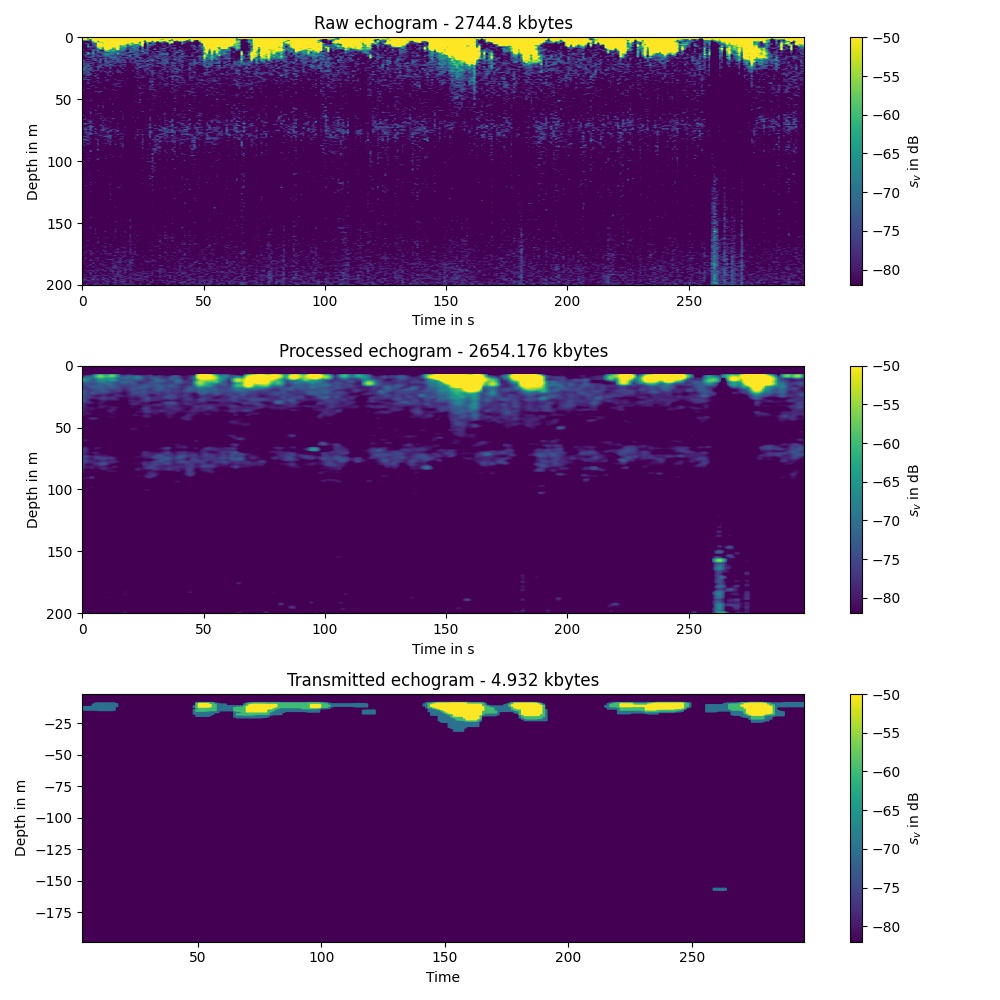 Raw echogram - 2744.8 kbytes
0
50
100
150
200
Depth in m
0 50 100 150 200 250
Time in s
−50
−55
−60
−65
−70
−75
−80
sv in dB
Processed echogram - 2654.176 kbytes
0
50
100
150
200
Depth in m
0 50 100 150 200 250
Time in s
−50
−55
−60
−65
−70
−75
−80
sv in dB
Transmitted echogram - 4.932 kbytes
−25
−50
−75
−100
−125
−150
−175
Depth in m
50 100 150 200 250
Time
−50
−55
−60
−65
−70
−75
−80
sv in dB